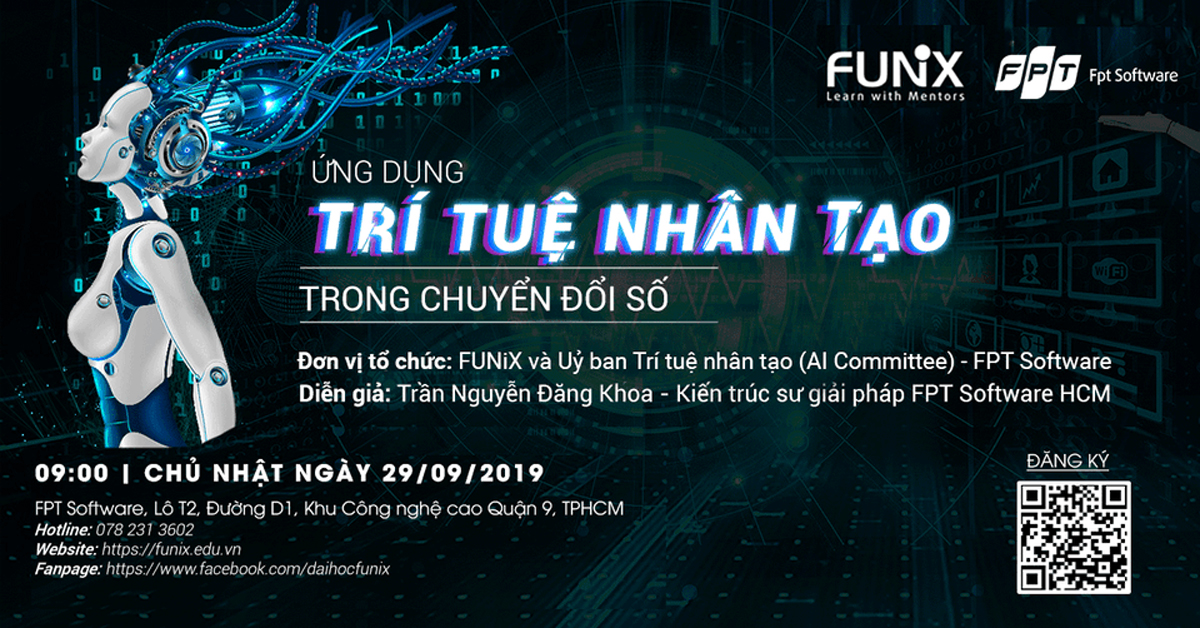 FUNiX
Learn with Mentors
FPT Fpt Software
ỨNG DỤNG
TRÍ TUỆ NHÂN TẠO
TRONG CHUYỂN ĐỔI SỐ
Đơn vị tổ chức: FUNiX và Uỷ ban Trí tuệ nhân tạo (AI Committee) - FPT Software
Diễn giả: Trần Nguyễn Đăng Khoa - Kiến trúc sư giải pháp FPT Software HCM
09:00 | CHỦ NHẬT NGÀY 29/09/2019
FPT Software, Lô T2, Đường D1, Khu Công nghệ cao Quận 9, TPHCM
Hotline: 078 231 3602
Website: https://funix.edu.vn
Fanpage: https://www.facebook.com/daihocfunix
ĐĂNG KÝ
WiFi